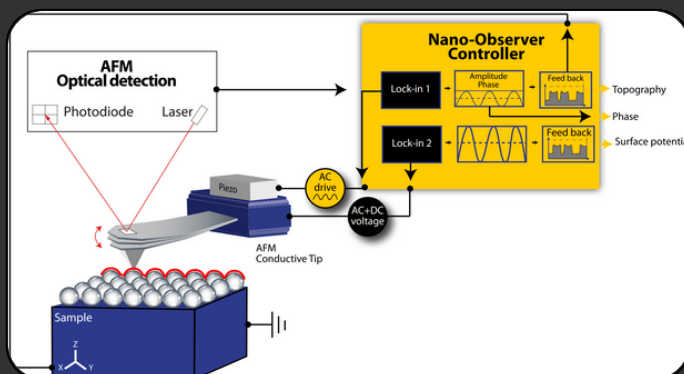 AFM
Optical detection
Photodiode
Laser
Nano-Observer
Controller
Lock-in 1
Amplitude
Phase
Feed back
Topography
Phase
Lock-in 2
Feed back
Surface potential
Piezo
AC
drive
AC+DC
voltage
AFM
Conductive Tip
Sample
Z
X
Y